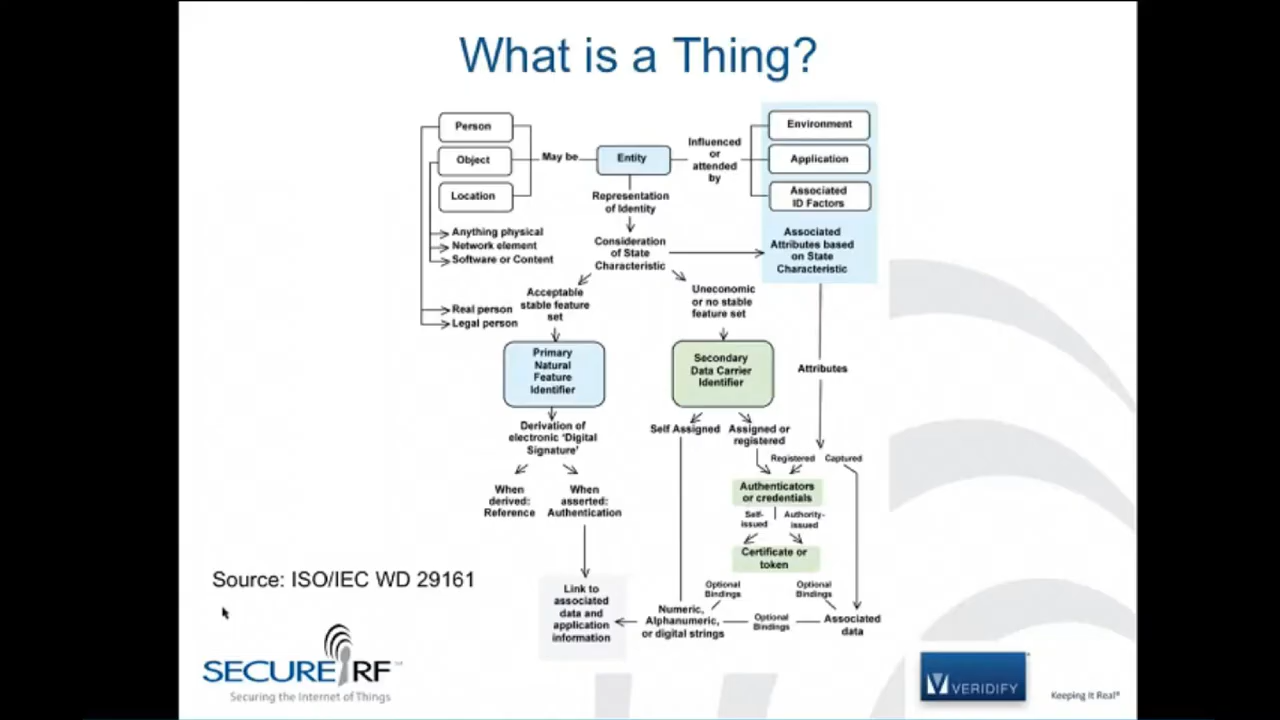 What is a Thing?
Person
Object
Location
May be
Entity
Influenced
or
attended
by
Environment
Application
Associated
ID Factors
Representation
of Identity
Associated
Attributes based
on State
Characteristic
Anything physical
Network element
Software or Content
Consideration
of State
Characteristic
Real person
Legal person
Acceptable
stable feature
set
Uneconomic
or no stable
feature set
Primary
Natural
Feature
Identifier
Secondary
Data Carrier
Identifier
Attributes
Derivation of
electronic ‘Digital
Signature’
Self Assigned
Assigned or
registered
Registered
Captured
When
derived:
Reference
When
asserted:
Authentication
Authenticators
or credentials
Self-
issued
Authority-
issued
Certificate or
token
Source: ISO/IEC WD 29161
Link to
associated
data and
application
information
Optional
Bindings
Optional
Bindings
Numeric,
Alphanumeric,
or digital strings
Optional
Bindings
Associated
data
SECURE RF
Securing the Internet of Things
VERIDIFY
Keeping It Real®